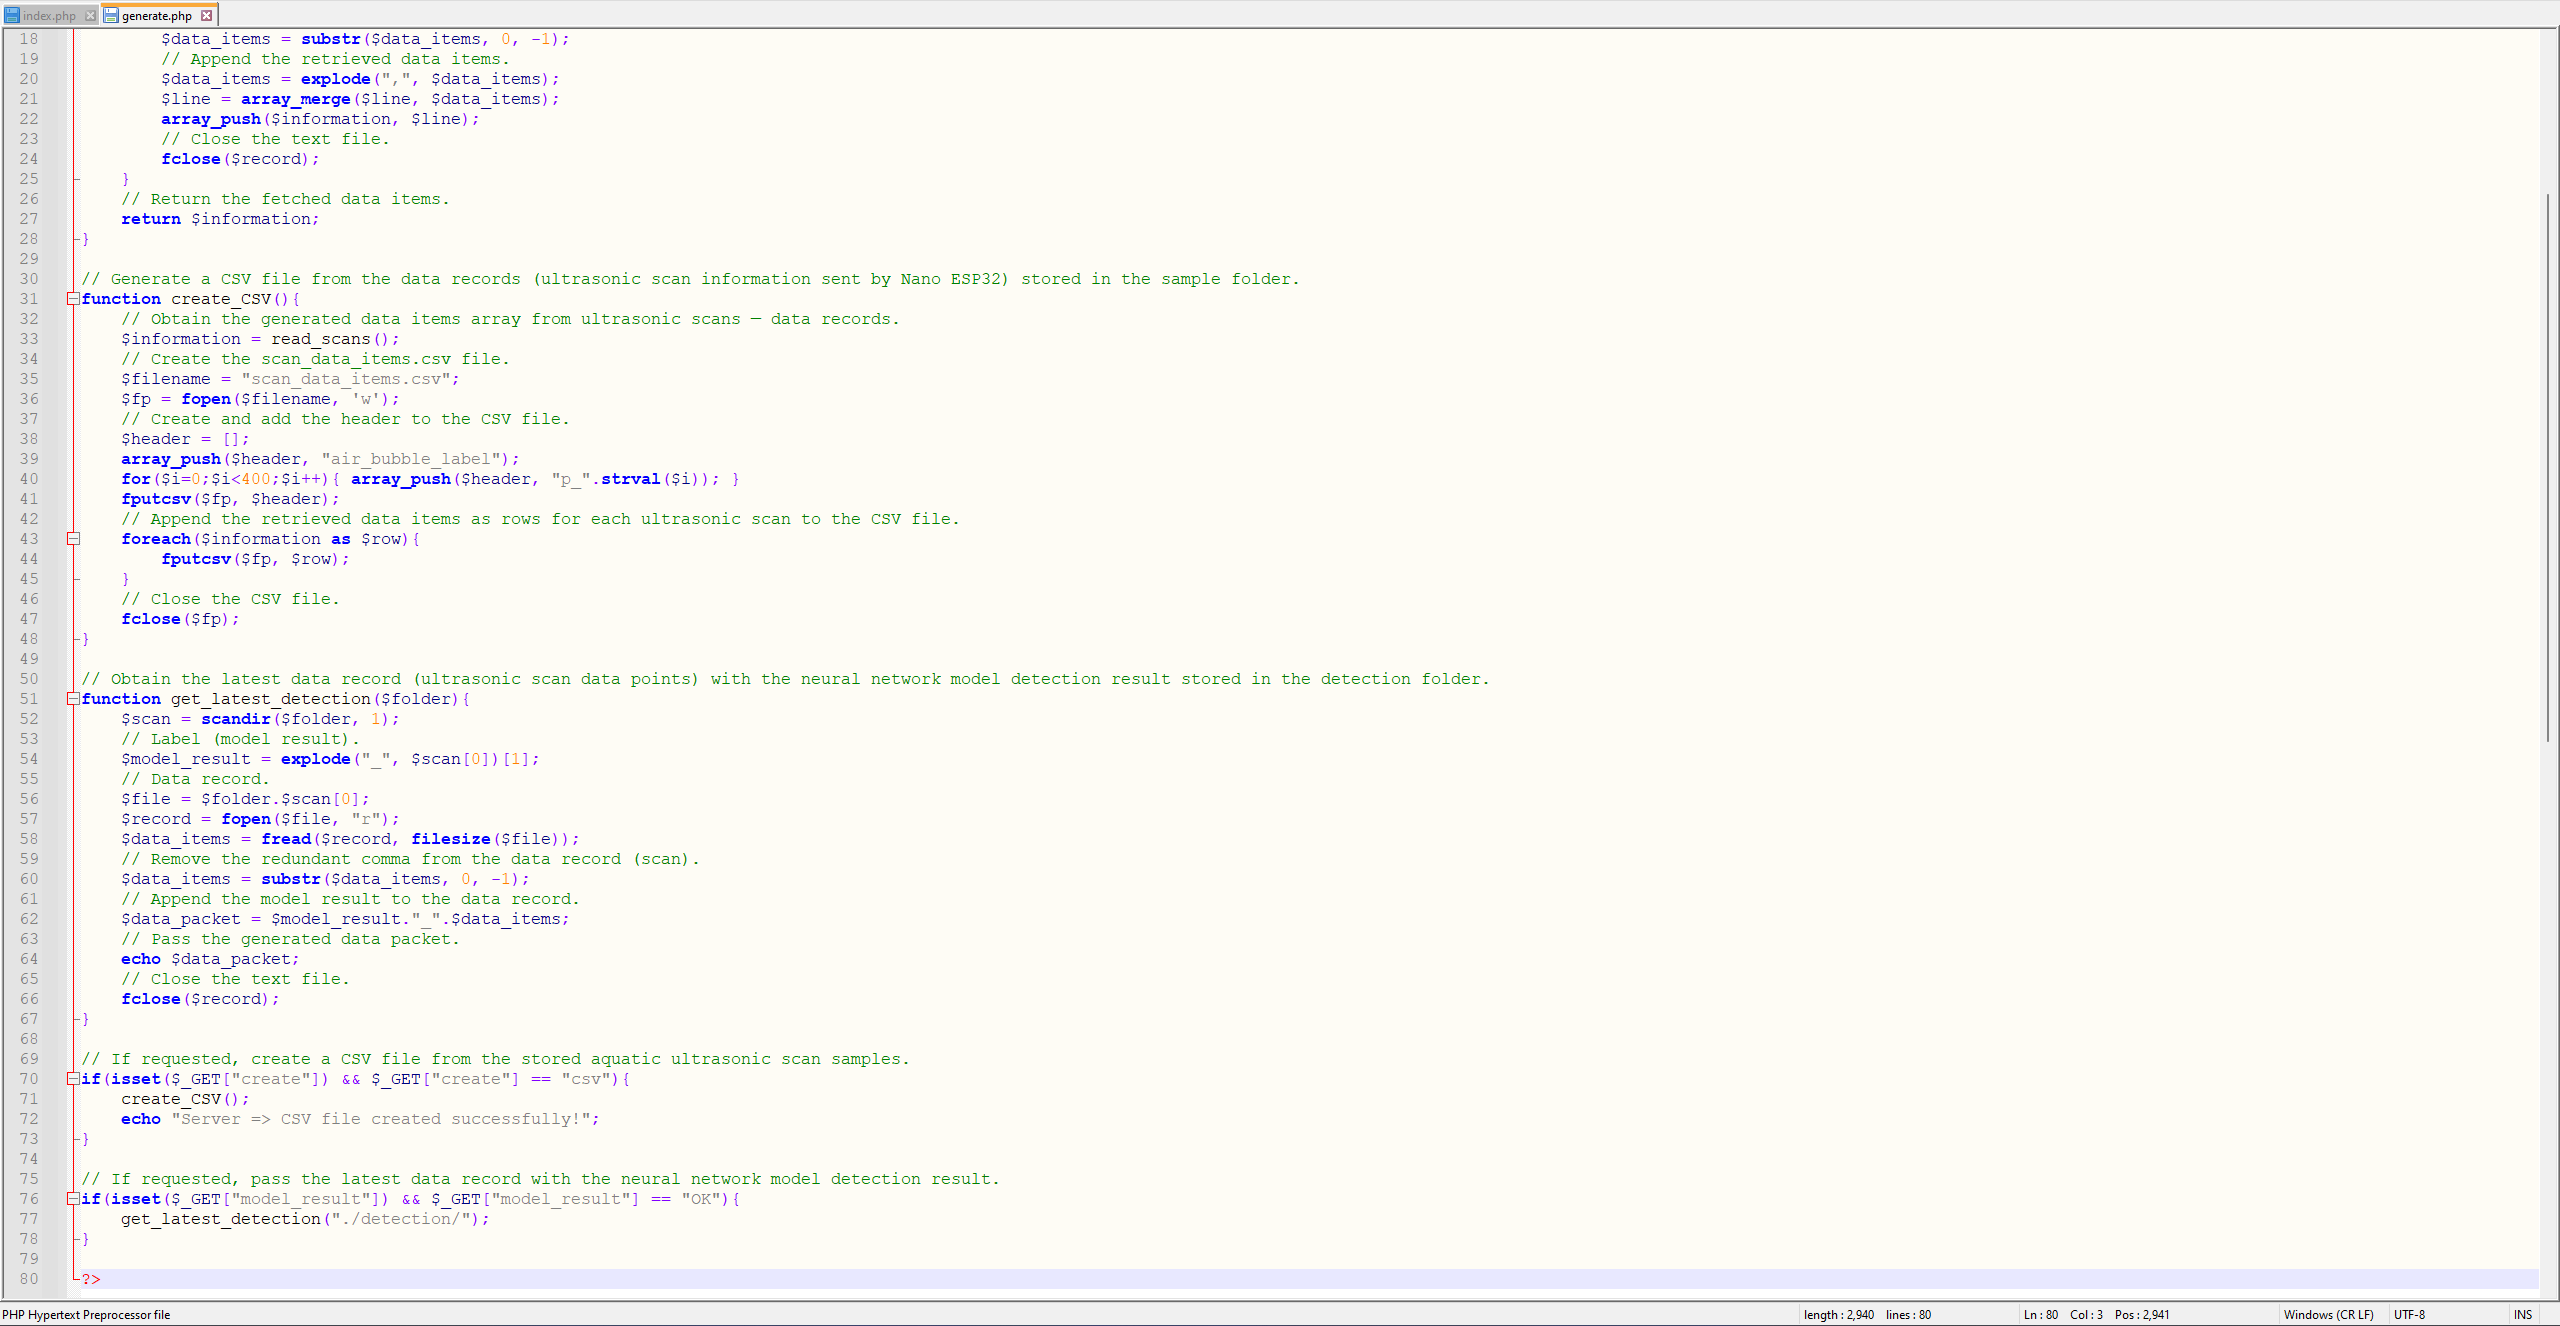 index.php generate.php
18 $data_items = substr($data_items, 0, -1);
19 // Append the retrieved data items.
20 $data_items = explode(",", $data_items);
21 $line = array_merge($line, $data_items);
22 array_push($information, $line);
23 // Close the text file.
24 fclose($record);
25 }
26 // Return the fetched data items.
27 return $information;
28 }
29
30 // Generate a CSV file from the data records (ultrasonic scan information sent by Nano ESP32) stored in the sample folder.
31 function create_CSV(){
32 // Obtain the generated data items array from ultrasonic scans — data records.
33 $information = read_scans();
34 // Create the scan_data_items.csv file.
35 $filename = "scan_data_items.csv";
36 $fp = fopen($filename, 'w');
37 // Create and add the header to the CSV file.
38 $header = [];
39 array_push($header, "air_bubble_label");
40 for($i=0;$i<400;$i++){ array_push($header, "p_".strval($i)); }
41 fputcsv($fp, $header);
42 // Append the retrieved data items as rows for each ultrasonic scan to the CSV file.
43 foreach($information as $row){
44 fputcsv($fp, $row);
45 }
46 // Close the CSV file.
47 fclose($fp);
48 }
49
50 // Obtain the latest data record (ultrasonic scan data points) with the neural network model detection result stored in the detection folder.
51 function get_latest_detection($folder){
52 $scan = scandir($folder, 1);
53 // Label (model result).
54 $model_result = explode("_", $scan[0])[1];
55 // Data record.
56 $file = $folder.$scan[0];
57 $record = fopen($file, "r");
58 $data_items = fread($record, filesize($file));
59 // Remove the redundant comma from the data record (scan).
60 $data_items = substr($data_items, 0, -1);
61 // Append the model result to the data record.
62 $data_packet = $model_result."_".$data_items;
63 // Pass the generated data packet.
64 echo $data_packet;
65 // Close the text file.
66 fclose($record);
67 }
68
69 // If requested, create a CSV file from the stored aquatic ultrasonic scan samples.
70 if(isset($_GET["create"]) && $_GET["create"] == "csv"){
71 create_CSV();
72 echo "Server => CSV file created successfully!";
73 }
74
75 // If requested, pass the latest data record with the neural network model detection result.
76 if(isset($_GET["model_result"]) && $_GET["model_result"] == "OK"){
77 get_latest_detection("./detection/");
78 }
79
80 ?>
PHP Hypertext Preprocessor file length : 2,940 lines : 80 Ln : 80 Col : 3 Pos : 2,941 Windows (CR LF) UTF-8 INS